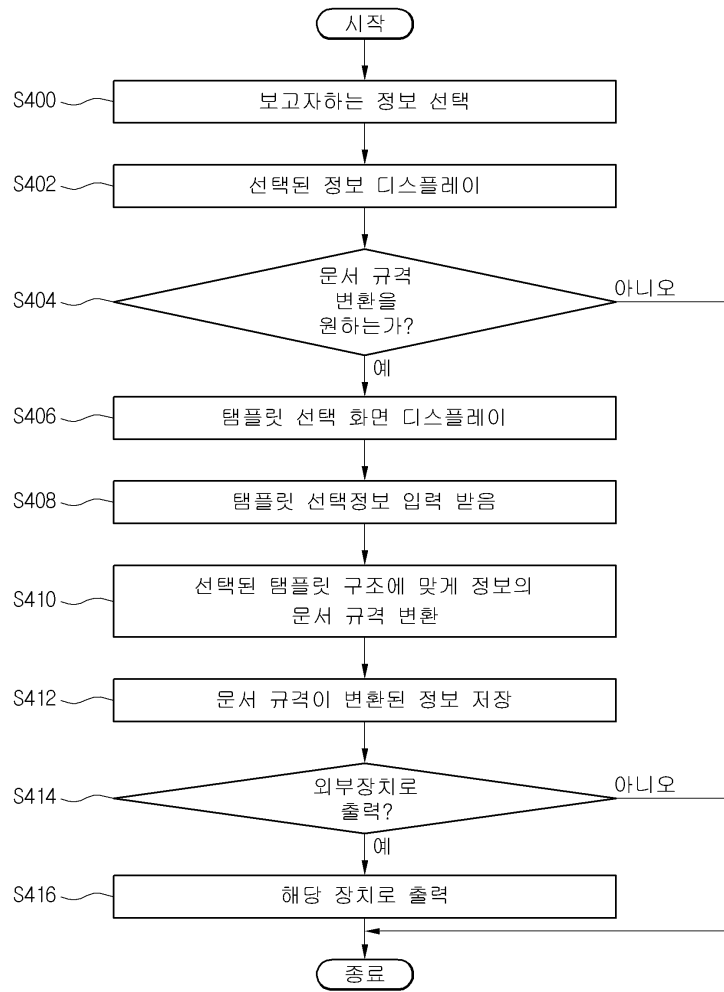 시작
S400
보고자하는 정보 선택
S402
선택된 정보 디스플레이
S404
문서 규격
변환을
원하는가?
아니오
예
S406
탬플릿 선택 화면 디스플레이
S408
탬플릿 선택정보 입력 받음
S410
선택된 탬플릿 구조에 맞게 정보의
문서 규격 변환
S412
문서 규격이 변환된 정보 저장
S414
외부장치로
출력?
아니오
예
S416
해당 장치로 출력
종료